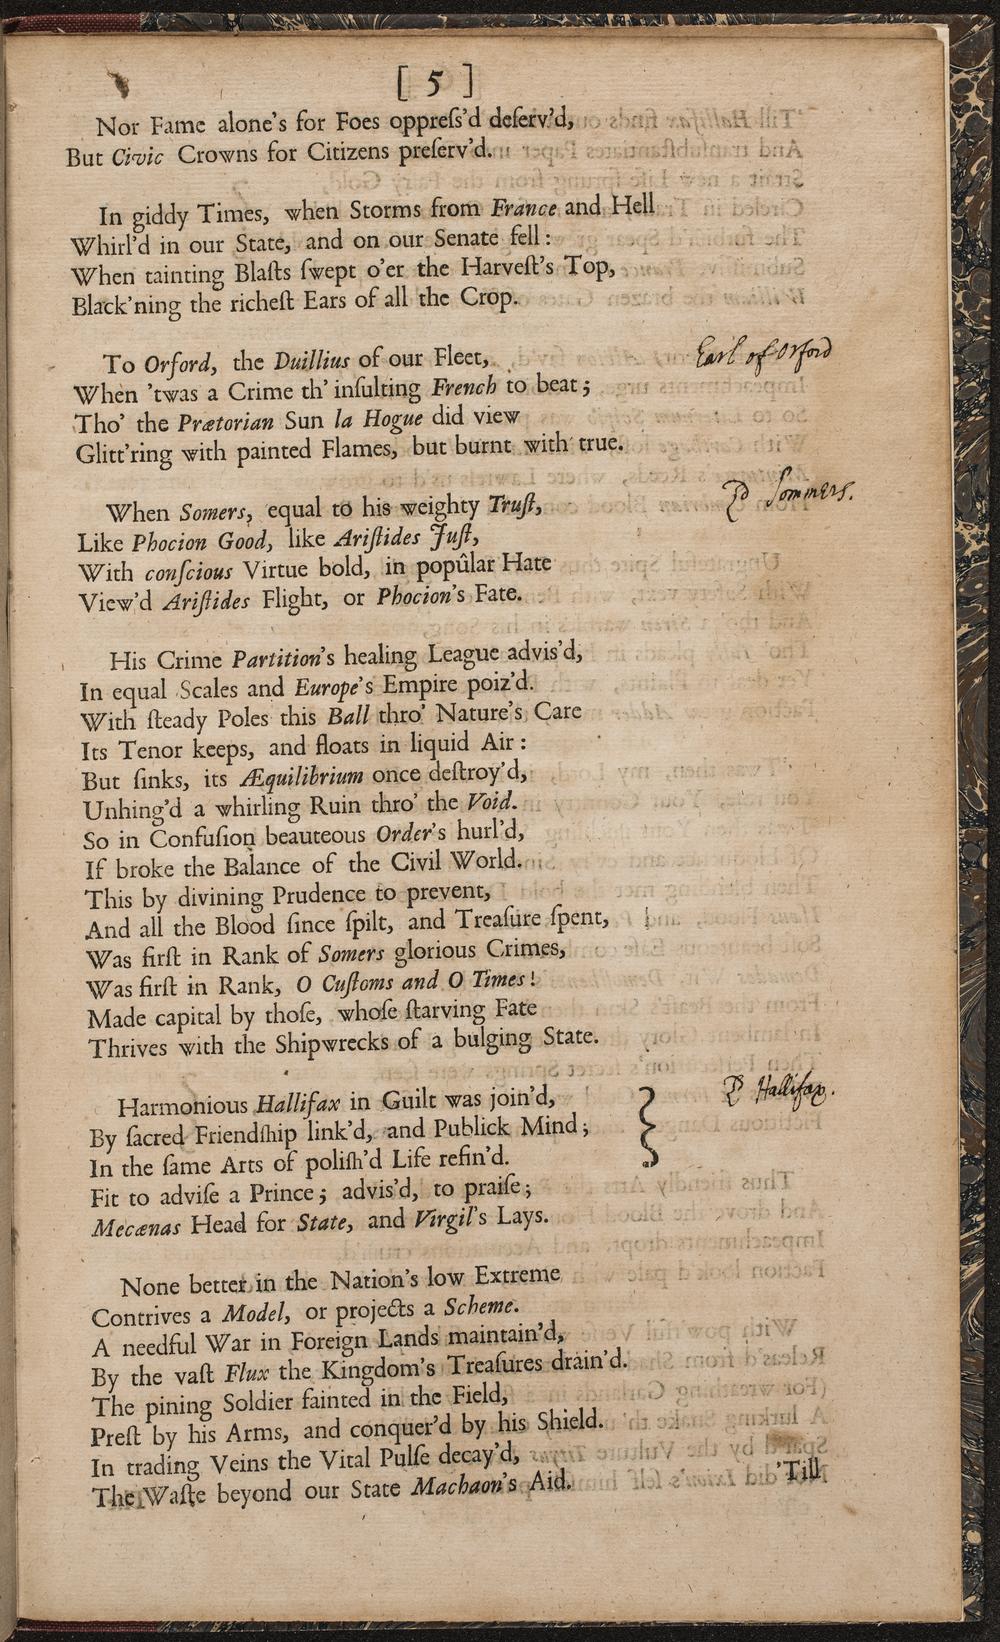 [ 5 ]
Nor Fame alone's for Foes oppreſs'd deſerv'd,
But Civic Crowns for Citizens preſerv'd.
In giddy Times, when Storms from France and Hell
Whirl'd in our State, and on our Senate fell:
When tainting Blaſts ſwept o'er the Harveſt's Top,
Black'ning the richeſt Ears of all the Crop.
To Orford, the Duillius of our Fleet,
Earl of Orford
When 'twas a Crime th' inſulting French to beat;
Tho' the Prætorian Sun la Hogue did view
Glitt'ring with painted Flames, but burnt with true.
Ld Sommers.
When Somers, equal to his weighty Truſt,
Like Phocion Good, like Ariſtides Juſt,
With conſcious Virtue bold, in popûlar Hate
View'd Ariſtides Flight, or Phocion's Fate.
His Crime Partition's healing League advis'd,
In equal Scales and Europe's Empire poiz'd.
With ſteady Poles this Ball thro' Nature's Care
Its Tenor keeps, and floats in liquid Air:
But ſinks, its Æquilibrium once deſtroy'd,
Unhing'd a whirling Ruin thro' the Void.
So in Confuſion beauteous Order's hurl'd,
If broke the Balance of the Civil World.
This by divining Prudence to prevent,
And all the Blood ſince ſpilt, and Treaſure ſpent,
Was firſt in Rank of Somers glorious Crimes,
Was firſt in Rank, O Cuſtoms and O Times!
Made capital by thoſe, whoſe ſtarving Fate
Thrives with the Shipwrecks of a bulging State.
Harmonious Hallifax in Guilt was join'd,
Ld Hallifax.
By ſacred Friendſhip link'd, and Publick Mind;
In the ſame Arts of poliſh'd Life refin'd.
Fit to adviſe a Prince; advis'd, to praiſe;
Mecænas Head for State, and Virgil's Lays.
None better in the Nation's low Extreme
Contrives a Model, or projects a Scheme.
A needful War in Foreign Lands maintain'd,
By the vaſt Flux the Kingdom's Treaſures drain'd.
The pining Soldier fainted in the Field,
Preſt by his Arms, and conquer'd by his Shield.
In trading Veins the Vital Pulſe decay'd,
The Waſte beyond our State Machaon's Aid.
'Till